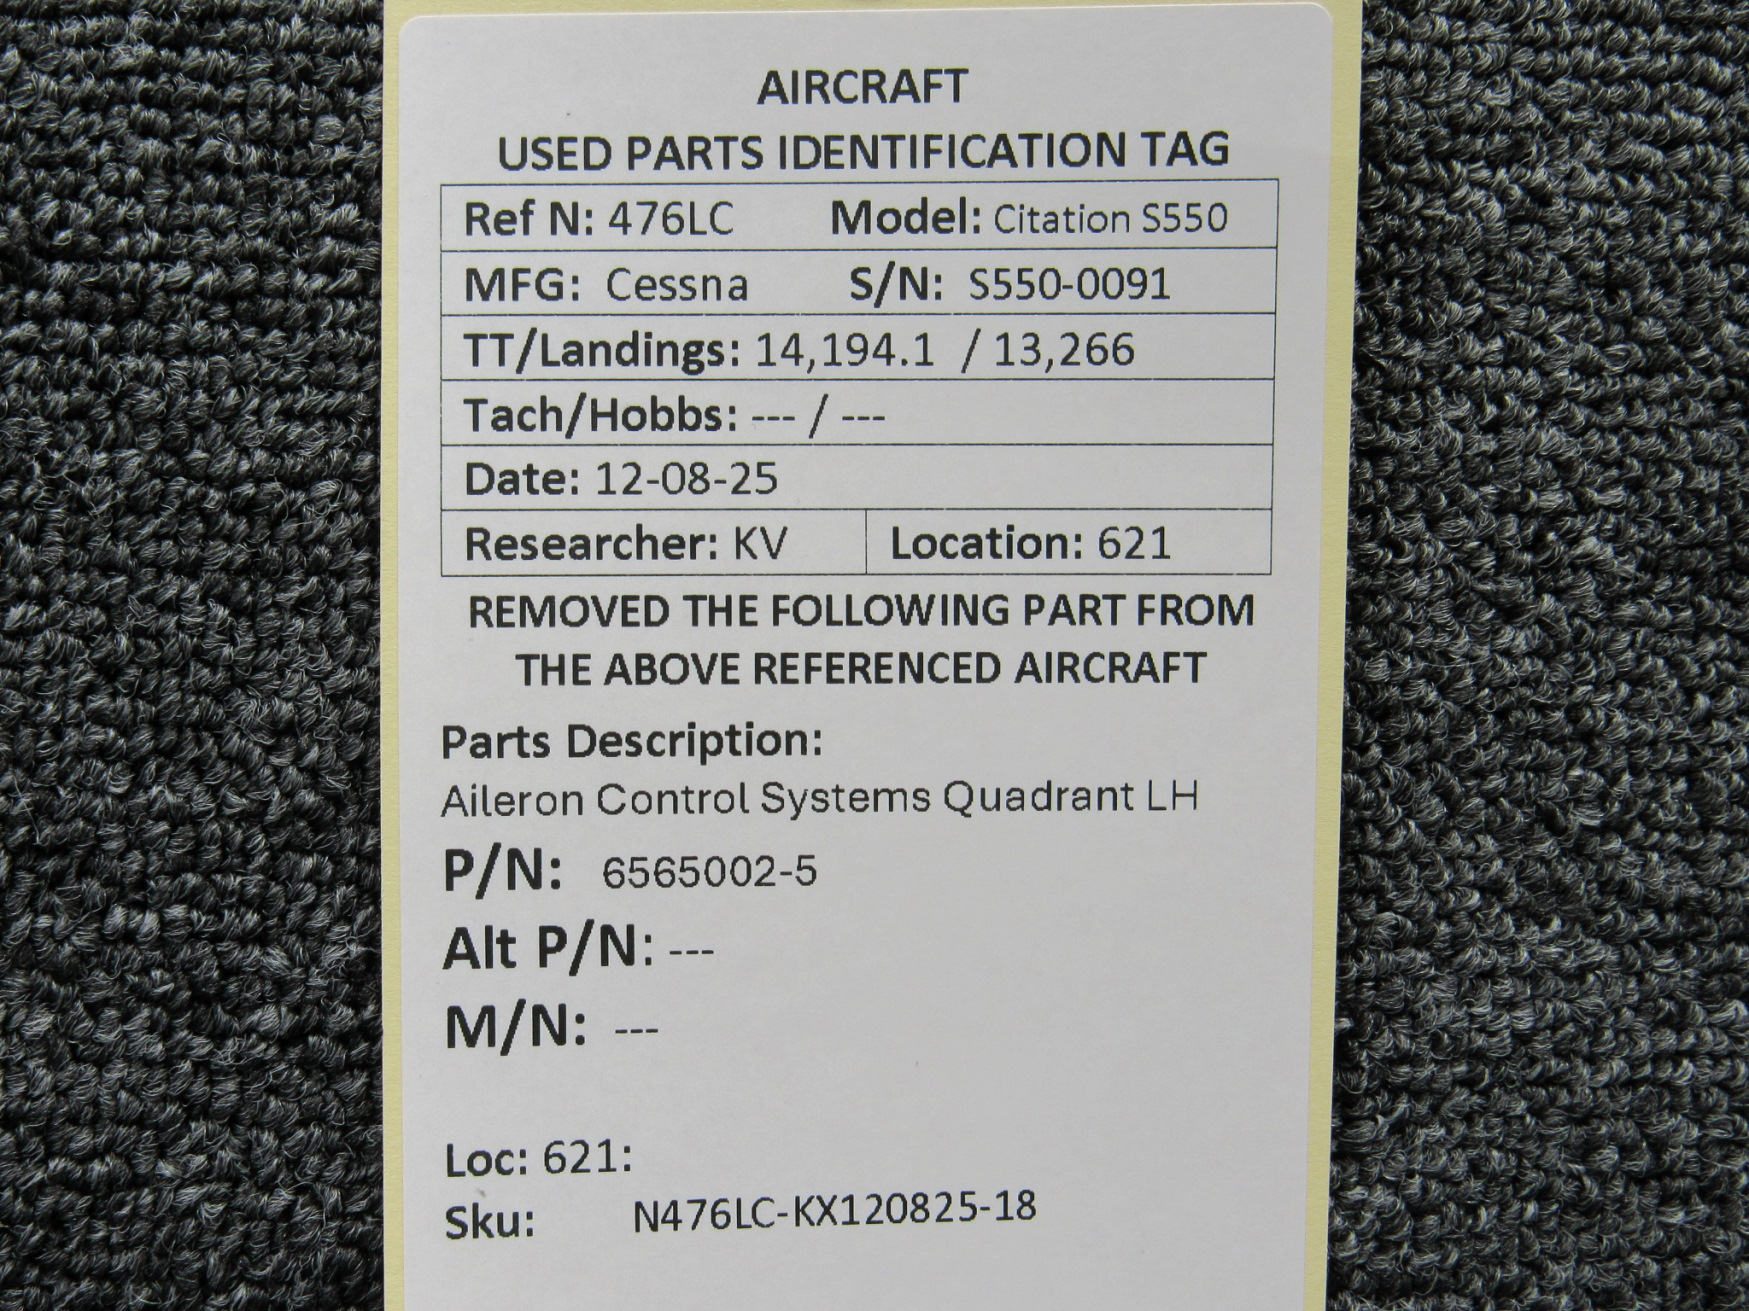 AIRCRAFT
USED PARTS IDENTIFICATION TAG
Ref N: 476LC Model: Citation S550
MFG: Cessna S/N: S550-0091
TT/Landings: 14,194.1 / 13,266
Tach/Hobbs: --- / ---
Date: 12-08-25
Researcher: KV Location: 621
REMOVED THE FOLLOWING PART FROM
THE ABOVE REFERENCED AIRCRAFT
Parts Description:
Aileron Control Systems Quadrant LH
P/N: 6565002-5
Alt P/N: ---
M/N: ---
Loc: 621:
Sku: N476LC-KX120825-18